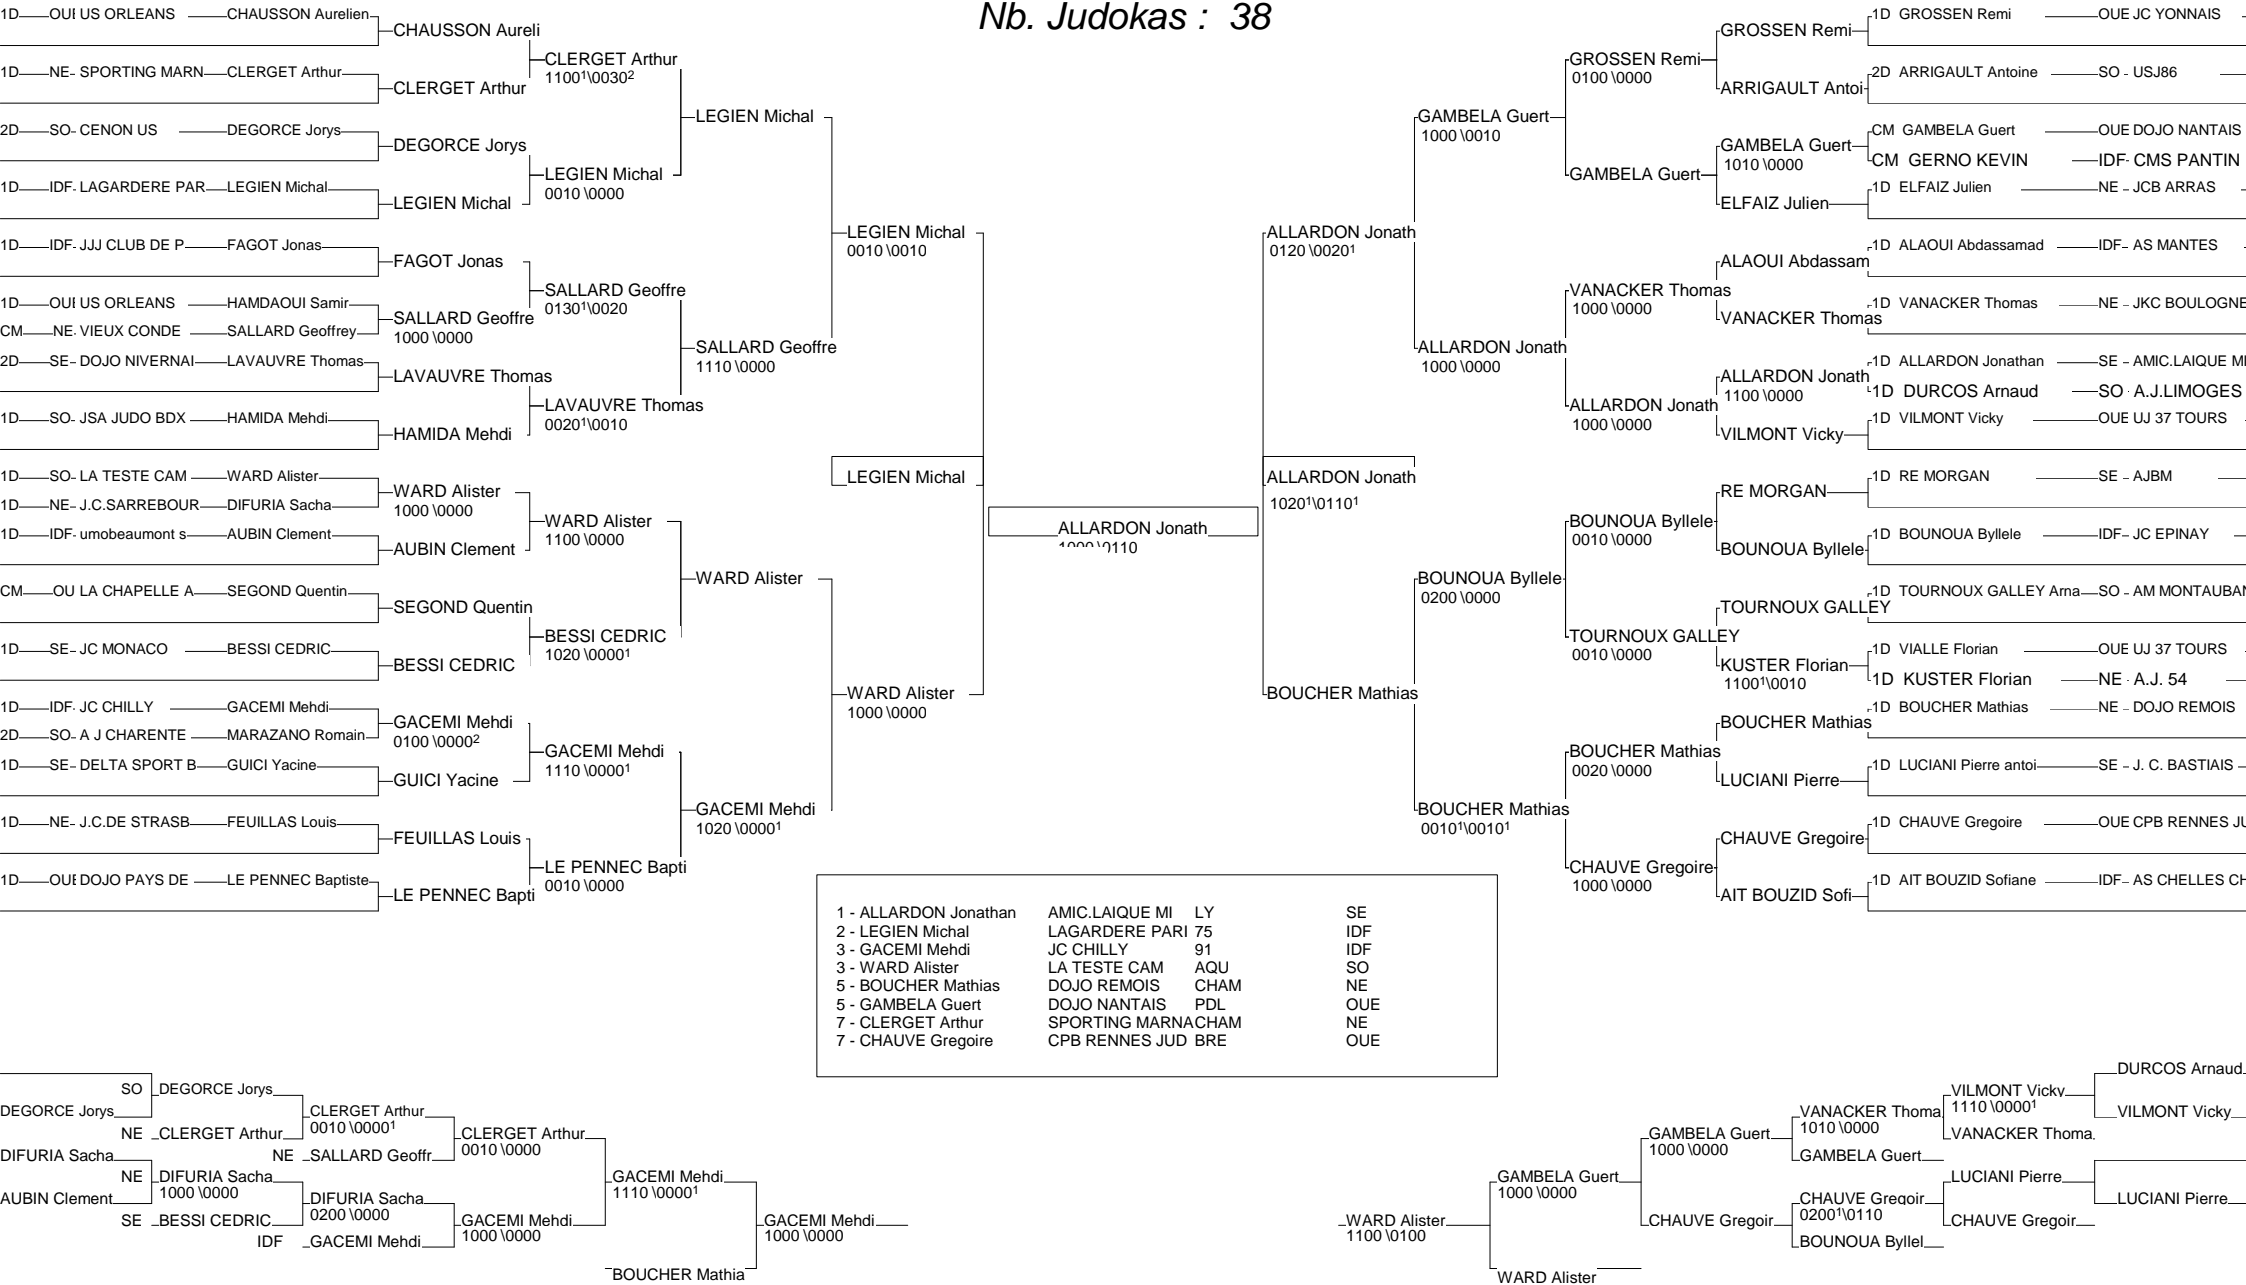 Nb. Judokas : 38
1D OUE US ORLEANS CHAUSSON Aurelien
1D NE- SPORTING MARN CLERGET Arthur
2D SO- CENON US DEGORCE Jorys
1D IDF- LAGARDERE PAR LEGIEN Michal
1D IDF- JJJ CLUB DE P FAGOT Jonas
1D OUE US ORLEANS HAMDAOUI Samir
CM NE- VIEUX CONDE SALLARD Geoffrey
2D SE- DOJO NIVERNAI LAVAUVRE Thomas
1D SO- JSA JUDO BDX HAMIDA Mehdi
1D SO- LA TESTE CAM WARD Alister
1D NE- J.C.SARREBOUR DIFURIA Sacha
1D IDF- umobeaumont s AUBIN Clement
CM OU LA CHAPELLE A SEGOND Quentin
1D SE- JC MONACO BESSI CEDRIC
1D IDF- JC CHILLY GACEMI Mehdi
2D SO- A J CHARENTE MARAZANO Romain
1D SE- DELTA SPORT B GUICI Yacine
1D NE- J.C.DE STRASB FEUILLAS Louis
1D OUE DOJO PAYS DE LE PENNEC Baptiste
CHAUSSON Aureli
CLERGET Arthur
DEGORCE Jorys
LEGIEN Michal
FAGOT Jonas
SALLARD Geoffre
1000 \0000
LAVAUVRE Thomas
HAMIDA Mehdi
WARD Alister
1000 \0000
AUBIN Clement
SEGOND Quentin
BESSI CEDRIC
GACEMI Mehdi
0100 \0000²
GUICI Yacine
FEUILLAS Louis
LE PENNEC Bapti
CLERGET Arthur
1100¹\0030²
LEGIEN Michal
0010 \0000
SALLARD Geoffre
0130¹\0020
LAVAUVRE Thomas
0020¹\0010
WARD Alister
1100 \0000
BESSI CEDRIC
1020 \0000¹
GACEMI Mehdi
1110 \0000¹
LE PENNEC Bapti
0010 \0000
LEGIEN Michal
SALLARD Geoffre
1110 \0000
WARD Alister
GACEMI Mehdi
1020 \0000¹
LEGIEN Michal
0010 \0010
LEGIEN Michal
WARD Alister
1000 \0000
ALLARDON Jonath
1000 \0110
ALLARDON Jonath
0120 \0020¹
ALLARDON Jonath
1020¹\0110¹
BOUCHER Mathias
GAMBELA Guert
1000 \0010
ALLARDON Jonath
1000 \0000
BOUNOUA Byllele
0200 \0000
BOUCHER Mathias
0010¹\0010¹
GROSSEN Remi
0100 \0000
GAMBELA Guert
VANACKER Thomas
1000 \0000
ALLARDON Jonath
1000 \0000
BOUNOUA Byllele
0010 \0000
TOURNOUX GALLEY
0010 \0000
BOUCHER Mathias
0020 \0000
CHAUVE Gregoire
1000 \0000
GROSSEN Remi
ARRIGAULT Antoi
GAMBELA Guert
1010 \0000
ELFAIZ Julien
ALAOUI Abdassam
VANACKER Thomas
ALLARDON Jonath
1100 \0000
VILMONT Vicky
RE MORGAN
BOUNOUA Byllele
TOURNOUX GALLEY
KUSTER Florian
1100¹\0010
BOUCHER Mathias
LUCIANI Pierre
CHAUVE Gregoire
AIT BOUZID Sofi
1D GROSSEN Remi OUE JC YONNAIS
2D ARRIGAULT Antoine SO - USJ86
CM GAMBELA Guert OUE DOJO NANTAIS
CM GERNO KEVIN IDF- CMS PANTIN
1D ELFAIZ Julien NE - JCB ARRAS
1D ALAOUI Abdassamad IDF- AS MANTES
1D VANACKER Thomas NE - JKC BOULOGNE
1D ALLARDON Jonathan SE - AMIC.LAIQUE MI
1D DURCOS Arnaud SO - A.J.LIMOGES
1D VILMONT Vicky OUE UJ 37 TOURS
1D RE MORGAN SE - AJBM
1D BOUNOUA Byllele IDF- JC EPINAY
1D TOURNOUX GALLEY Arna SO - AM MONTAUBAN
1D VIALLE Florian OUE UJ 37 TOURS
1D KUSTER Florian NE - A.J. 54
1D BOUCHER Mathias NE - DOJO REMOIS
1D LUCIANI Pierre antoi SE - J. C. BASTIAIS
1D CHAUVE Gregoire OUE CPB RENNES JU
1D AIT BOUZID Sofiane IDF- AS CHELLES CH
1 - ALLARDON Jonathan AMIC.LAIQUE MI LY SE
2 - LEGIEN Michal LAGARDERE PARI 75 IDF
3 - GACEMI Mehdi JC CHILLY 91 IDF
3 - WARD Alister LA TESTE CAM AQU SO
5 - BOUCHER Mathias DOJO REMOIS CHAM NE
5 - GAMBELA Guert DOJO NANTAIS PDL OUE
7 - CLERGET Arthur SPORTING MARNA CHAM NE
7 - CHAUVE Gregoire CPB RENNES JUD BRE OUE
DEGORCE Jorys
DIFURIA Sacha
AUBIN Clement
SO DEGORCE Jorys
NE CLERGET Arthur
NE DIFURIA Sacha
1000 \0000
SE BESSI CEDRIC
CLERGET Arthur
0010 \0000¹
NE SALLARD Geoffr
DIFURIA Sacha
0200 \0000
IDF GACEMI Mehdi
CLERGET Arthur
0010 \0000
GACEMI Mehdi
1000 \0000
GACEMI Mehdi
1110 \0000¹
BOUCHER Mathia
GACEMI Mehdi
1000 \0000
WARD Alister
1100 \0100
GAMBELA Guert
1000 \0000
WARD Alister
GAMBELA Guert
1000 \0000
CHAUVE Gregoir
VANACKER Thoma
1010 \0000
GAMBELA Guert
CHAUVE Gregoir
0200¹\0110
BOUNOUA Byllel
VILMONT Vicky
1110 \0000¹
VANACKER Thoma
LUCIANI Pierre
CHAUVE Gregoir
DURCOS Arnaud
VILMONT Vicky
LUCIANI Pierre